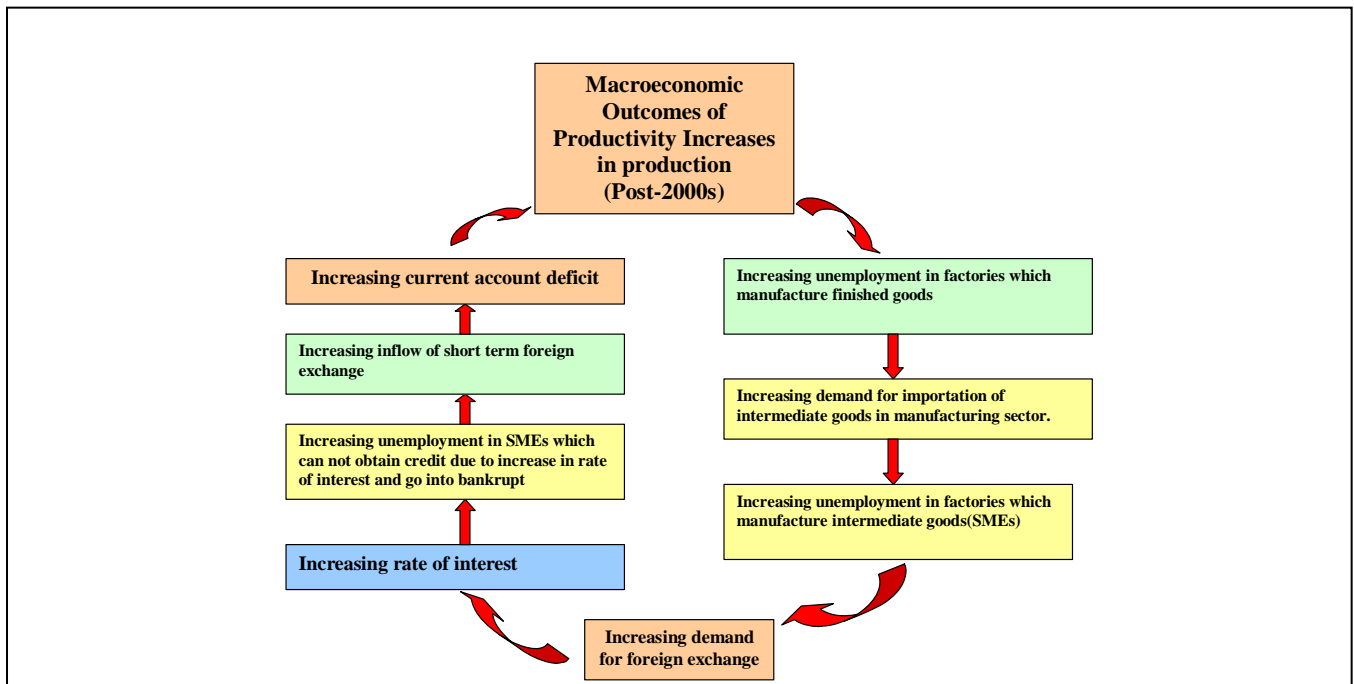 Macroeconomic
Outcomes of
Productivity Increases
in production
(Post-2000s)
Increasing unemployment in factories which
manufacture finished goods
Increasing demand for importation of
intermediate goods in manufacturing sector.
Increasing unemployment in factories which
manufacture intermediate goods(SMEs)
Increasing demand
for foreign exchange
Increasing rate of interest
Increasing unemployment in SMEs which
can not obtain credit due to increase in rate
of interest and go into bankrupt
Increasing inflow of short term foreign
exchange
Increasing current account deficit